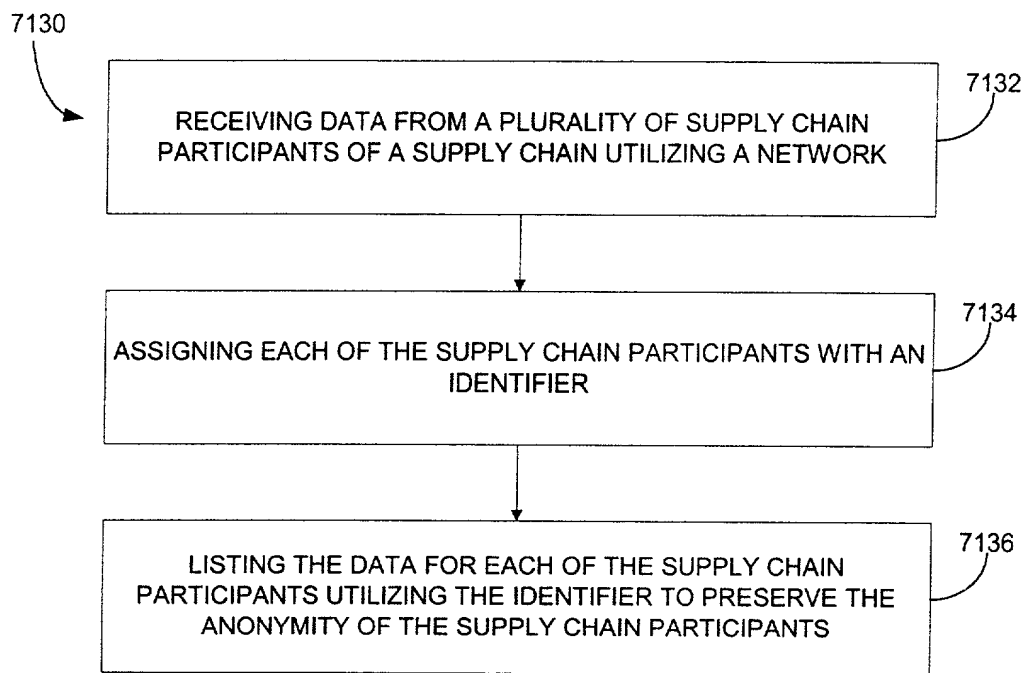 7130
7132
RECEIVING DATA FROM A PLURALITY OF SUPPLY CHAIN
PARTICIPANTS OF A SUPPLY CHAIN UTILIZING A NETWORK
7134
ASSIGNING EACH OF THE SUPPLY CHAIN PARTICIPANTS WITH AN
IDENTIFIER
7136
LISTING THE DATA FOR EACH OF THE SUPPLY CHAIN
PARTICIPANTS UTILIZING THE IDENTIFIER TO PRESERVE THE
ANONYMITY OF THE SUPPLY CHAIN PARTICIPANTS